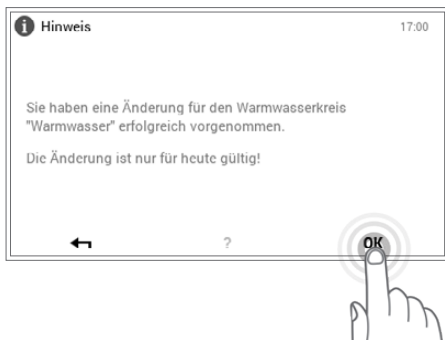 Hinweis 17:00
Sie haben eine Änderung für den Warmwasserkreis
"Warmwasser" erfolgreich vorgenommen.
Die Änderung ist nur für heute gültig!
? OK